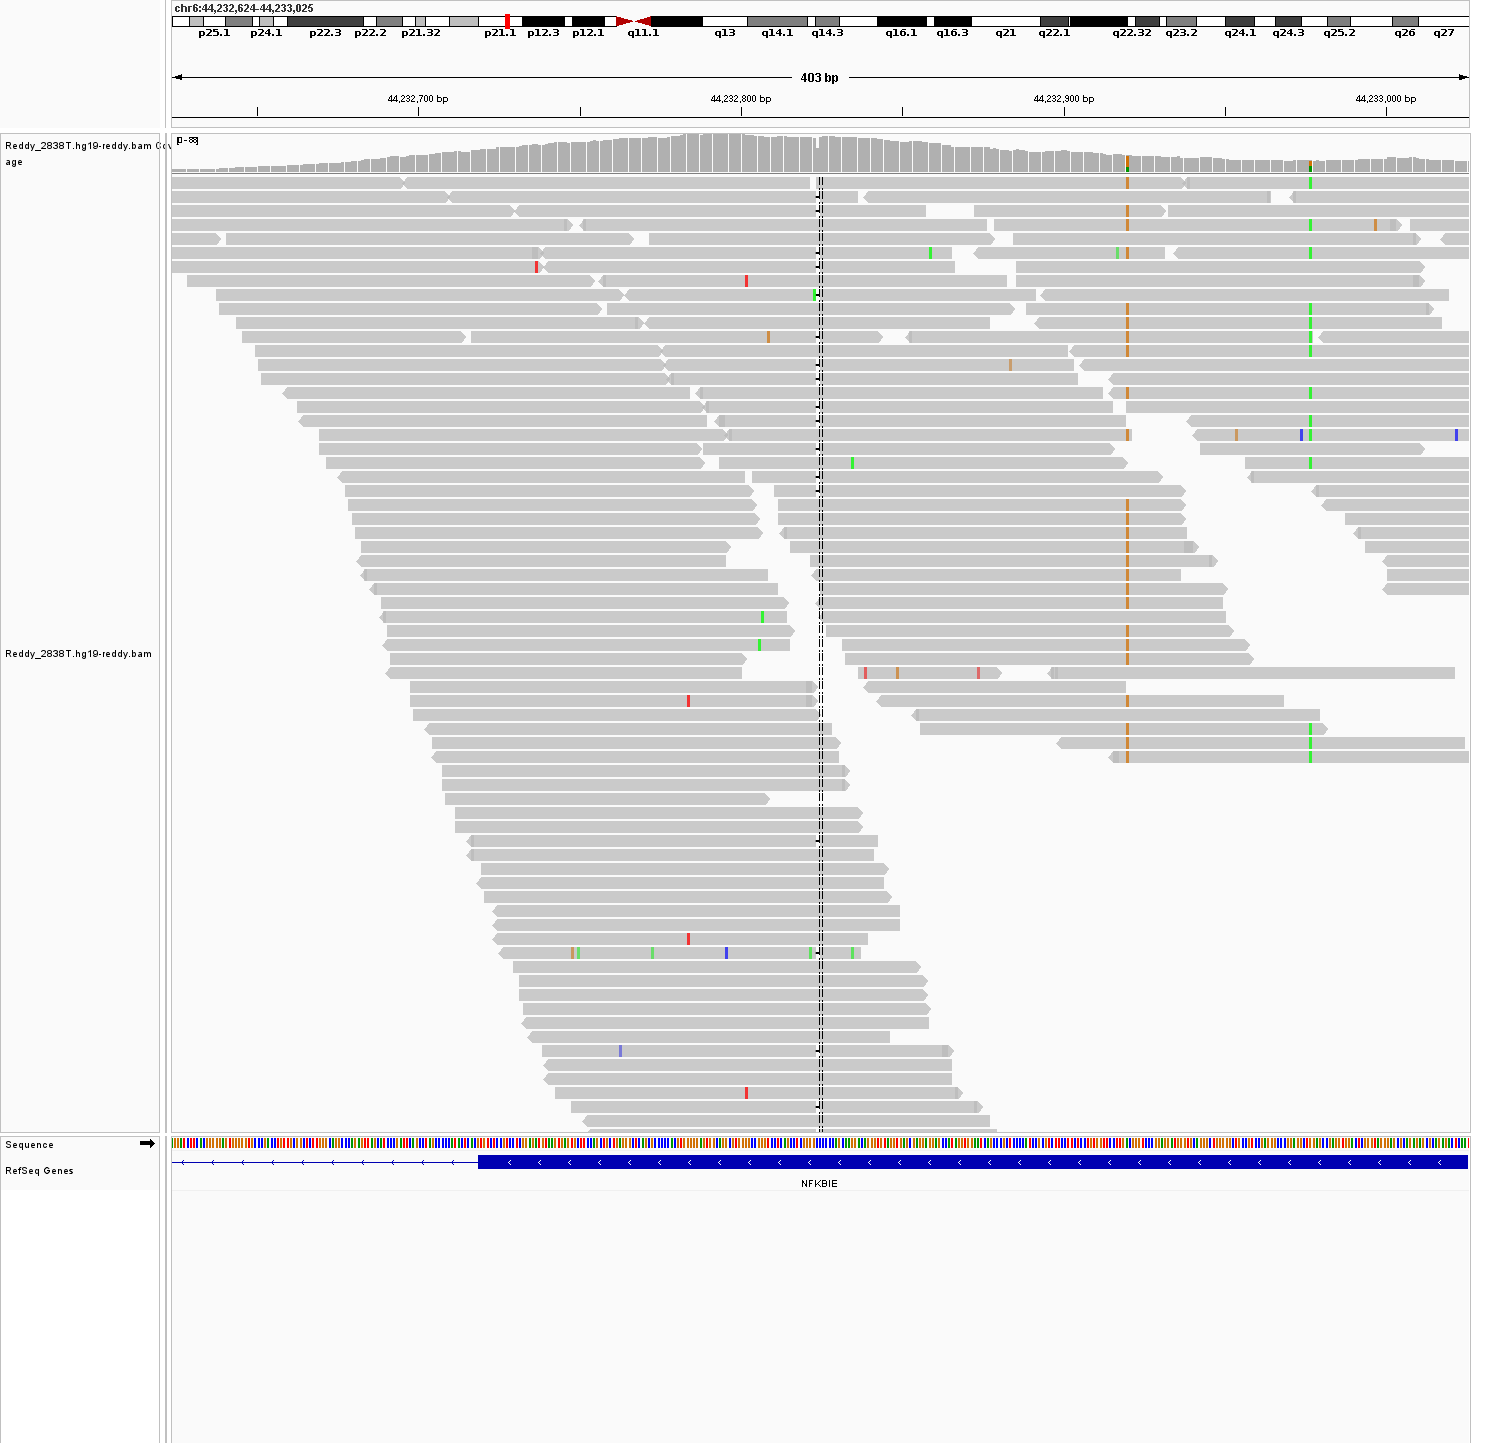 chr6:44,232,624-44,233,025
p25.1 p24.1 p22.3 p22.2 p21.32 p21.1 p12.3 p12.1 q11.1 q13 q14.1 q14.3 q16.1 q16.3 q21 q22.1 q22.32 q23.2 q24.1 q24.3 q25.2 q26 q27
403 bp
44,232,700 bp 44,232,800 bp 44,232,900 bp 44,233,000 bp
Reddy_2838T.hg19-reddy.bam Cov
age
Reddy_2838T.hg19-reddy.bam
Sequence
RefSeq Genes
NFKBIE